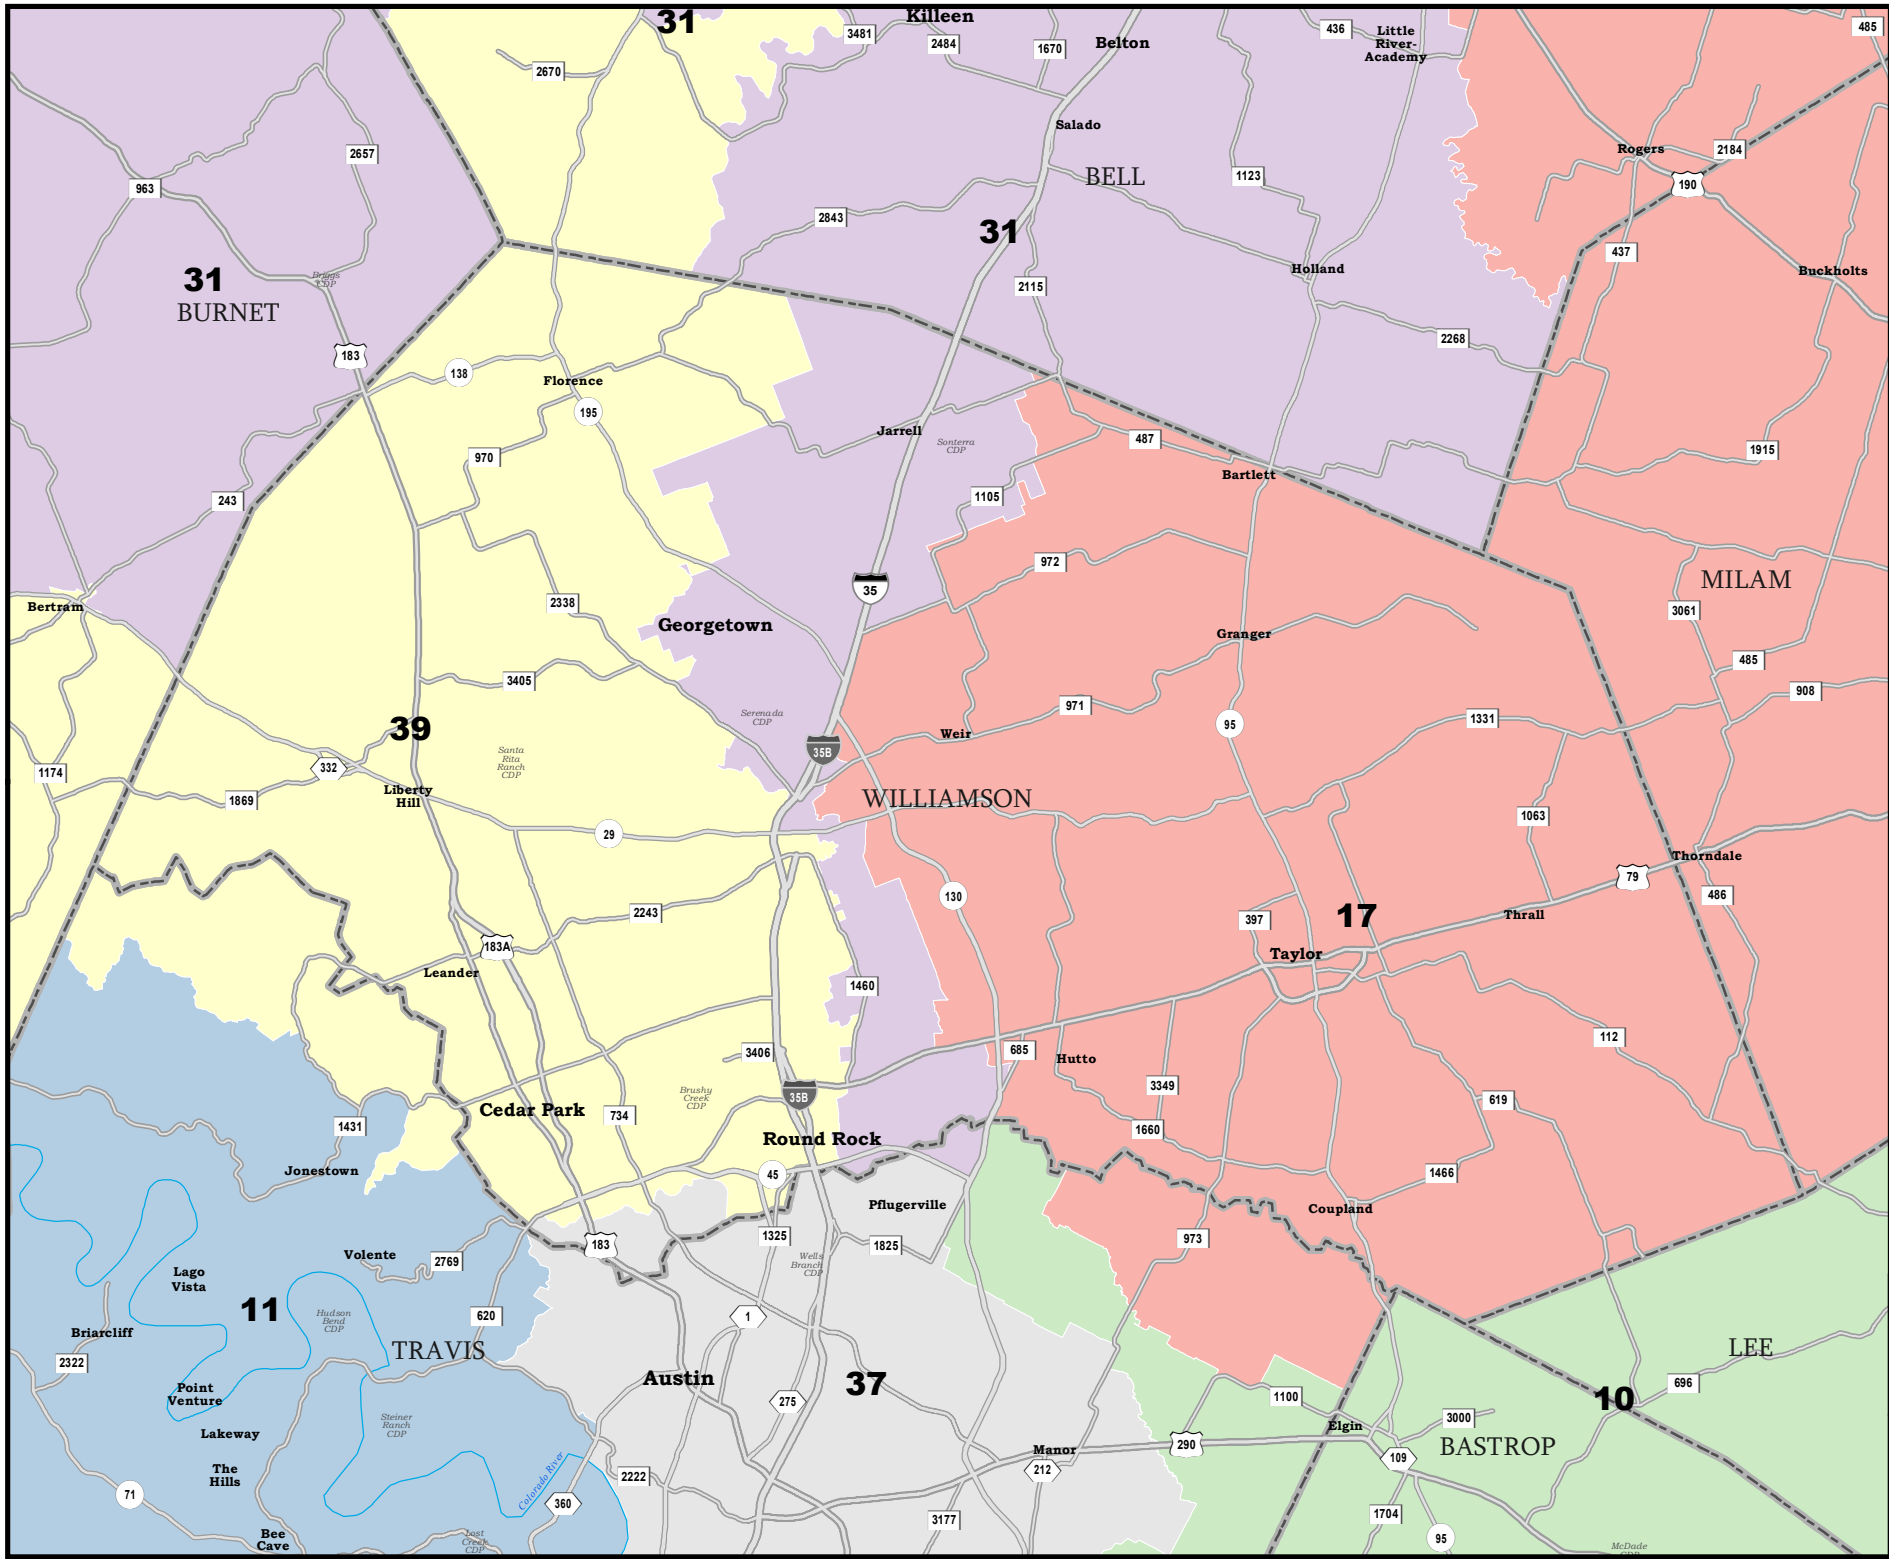 31
Killeen
3481
2484
1670
Belton
436
Little
River-
Academy
485
2670
Salado
2657
Rogers
2184
963
BELL
1123
190
2843
31
437
Holland
Buckholts
31
Briggs
CDP
BURNET
2115
183
2268
138
Florence
195
Jarrell
Sonterra
CDP
487
1915
970
Bartlett
243
1105
972
35
MILAM
Bertram
2338
3061
Georgetown
Granger
3405
485
908
971
Serenada
CDP
1331
95
39
Weir
35B
Santa
Rita
Ranch
CDP
332
1174
Liberty
Hill
1869
WILLIAMSON
1063
29
Thorndale
79
130
486
2243
397
17
Thrall
183A
Taylor
Leander
1460
112
3406
685
Hutto
3349
Brushy
Creek
CDP
35B
619
Cedar Park
734
1431
1660
Round Rock
Jonestown
45
1466
Pflugerville
Coupland
183
1325
1825
973
Volente
2769
Wells
Branch
CDP
Lago
Vista
11
620
1
Hudson
Bend
CDP
Briarcliff
TRAVIS
LEE
2322
Austin
37
696
Point
Venture
275
1100
10
Steiner
Ranch
CDP
3000
Elgin
Lakeway
290
BASTROP
Manor
109
The
Hills
212
2222
Colorado River
71
360
3177
1704
Bee
Cave
Lost
Creek
CDP
95
McDade
CDP